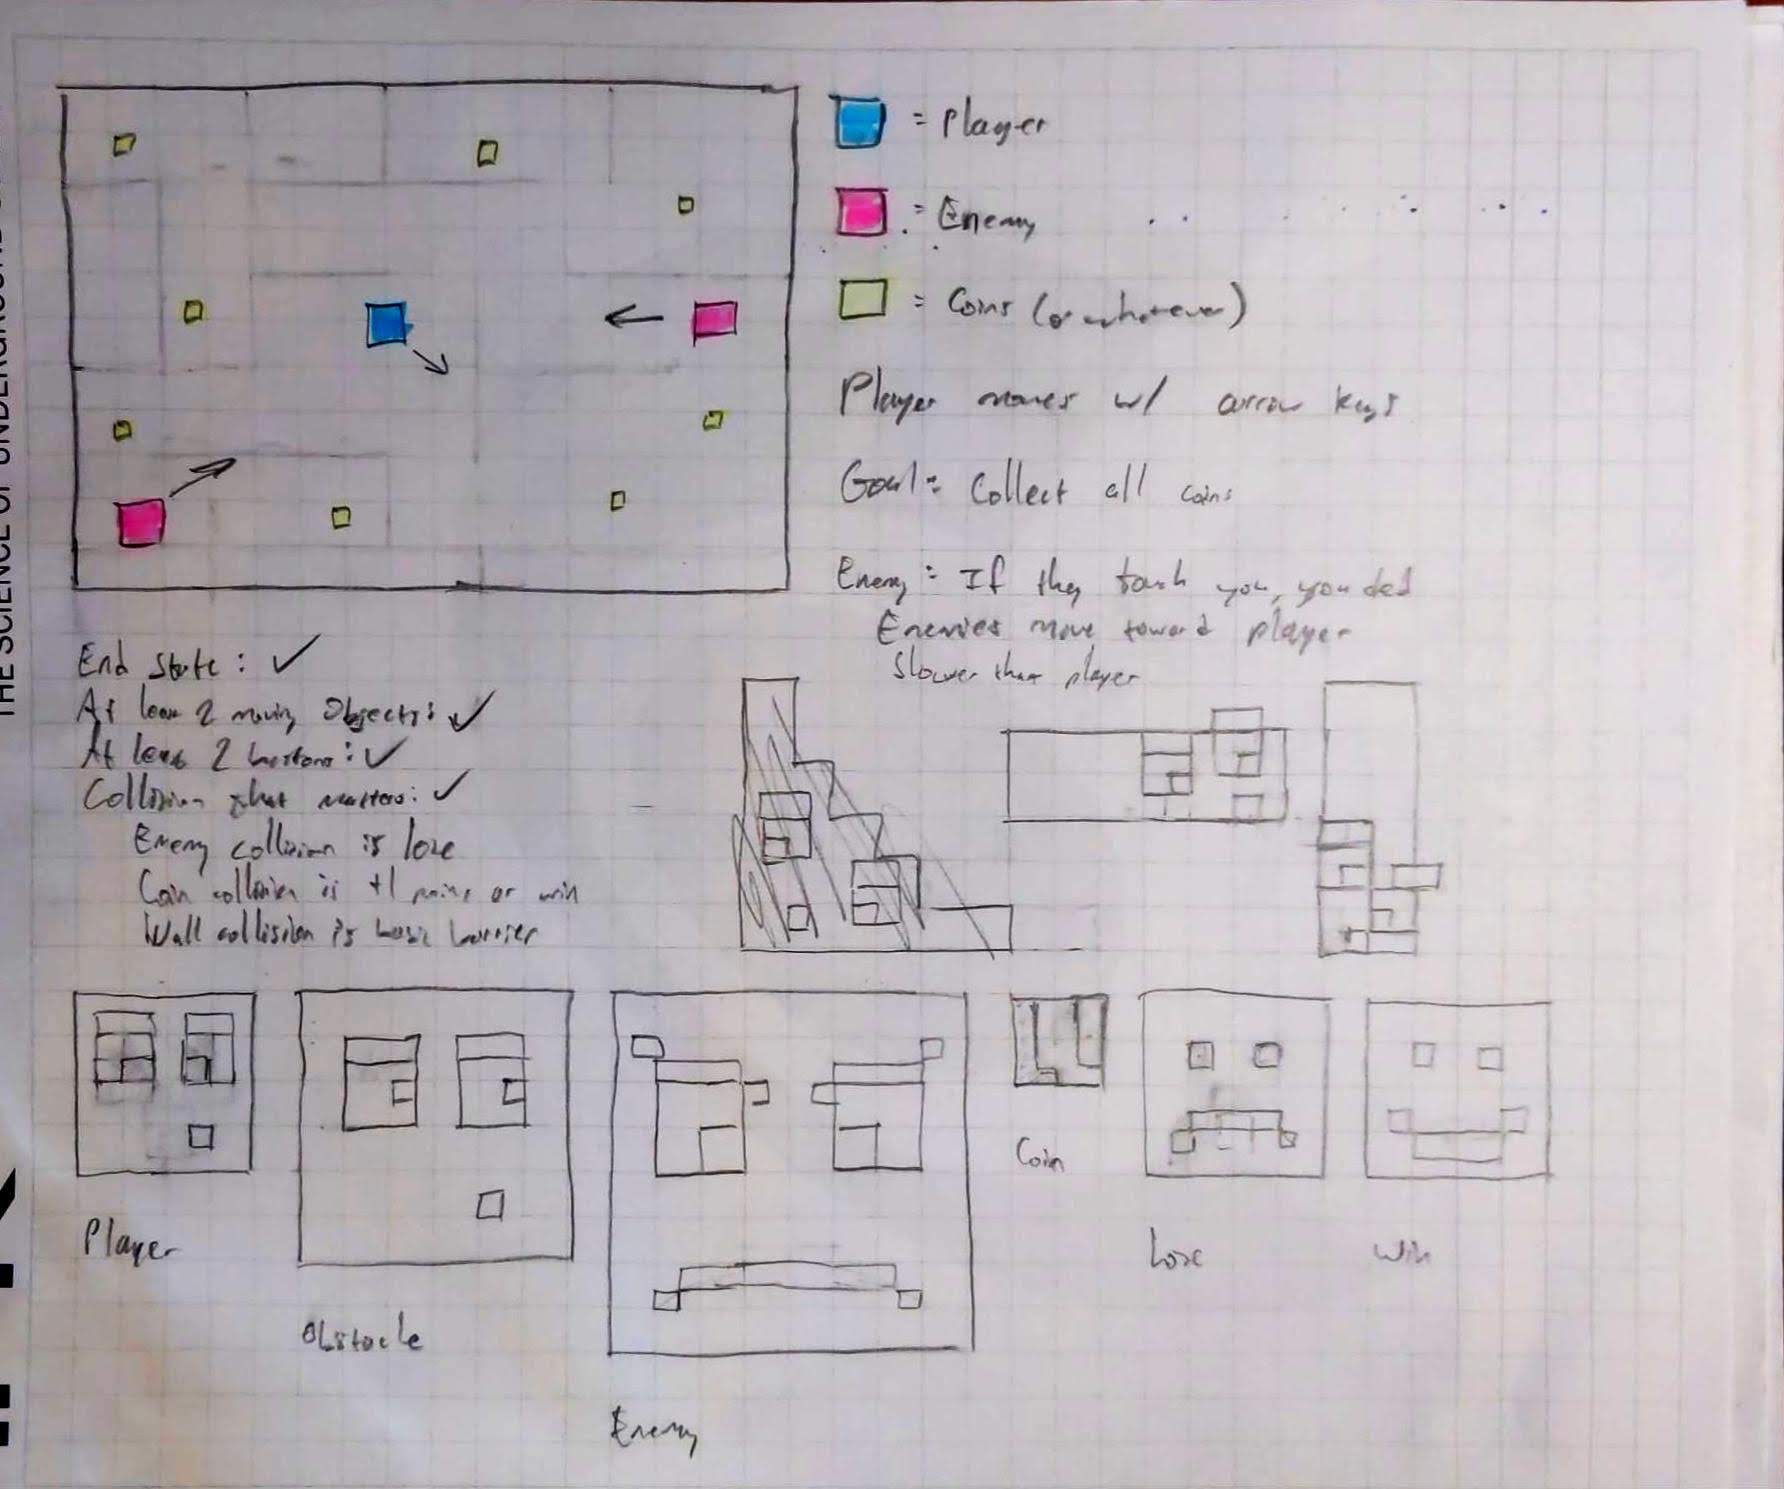 THE SCIENCE OF UNDERGROUND
= Player
= Enemy
= Coins (or whatever)
Player moves w/ arrow keys
Goal: Collect all coins
Enemy: If they touch you, you ded
Enemies move toward player
Slower than player
End State: ✓
At least 2 moving Objects: ✓
At least 2 buttons: ✓
Collision that matters: ✓
Enemy collision is lose
Coin collision is +1 point or win
Wall collision is basic barrier
Player
Obstacle
Enemy
Coin
Lose
Win